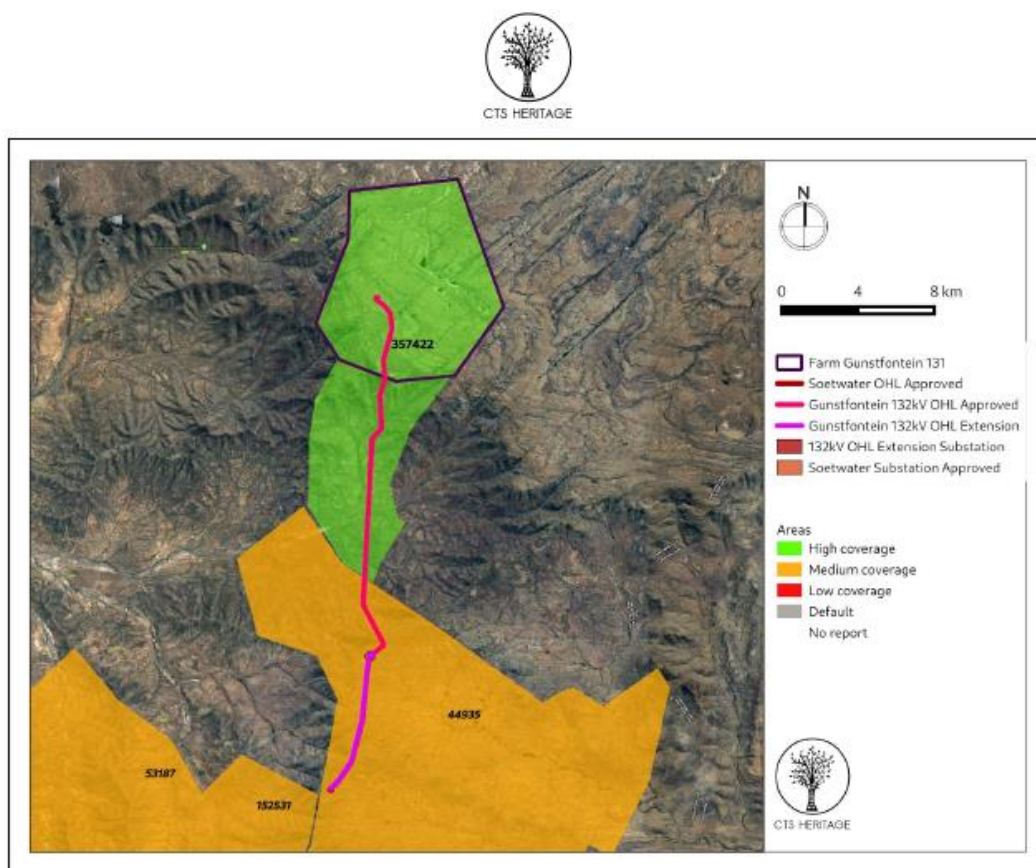 CTS HERITAGE
N
0 4 8 km
Farm Gunstfontein 131
Soetwater OHL Approved
Gunstfontein 132kV OHL Approved
Gunstfontein 132kV OHL Extension
132kV OHL Extension Substation
Soetwater Substation Approved
Areas
High coverage
Medium coverage
Low coverage
Default
No report
357422
44935
53187
152531
CTS HERITAGE